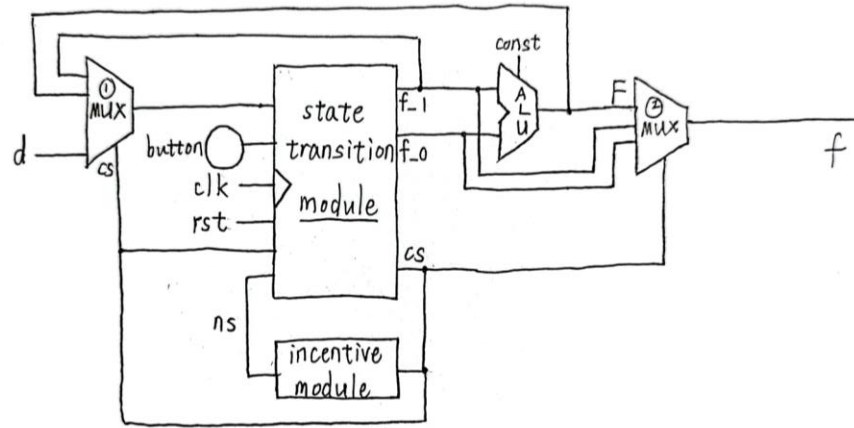 const
①
MUX
d
cs
button
clk
rst
state
transition
module
f_1
f_0
cs
A
L
U
F
②
MUX
f
ns
incentive
module